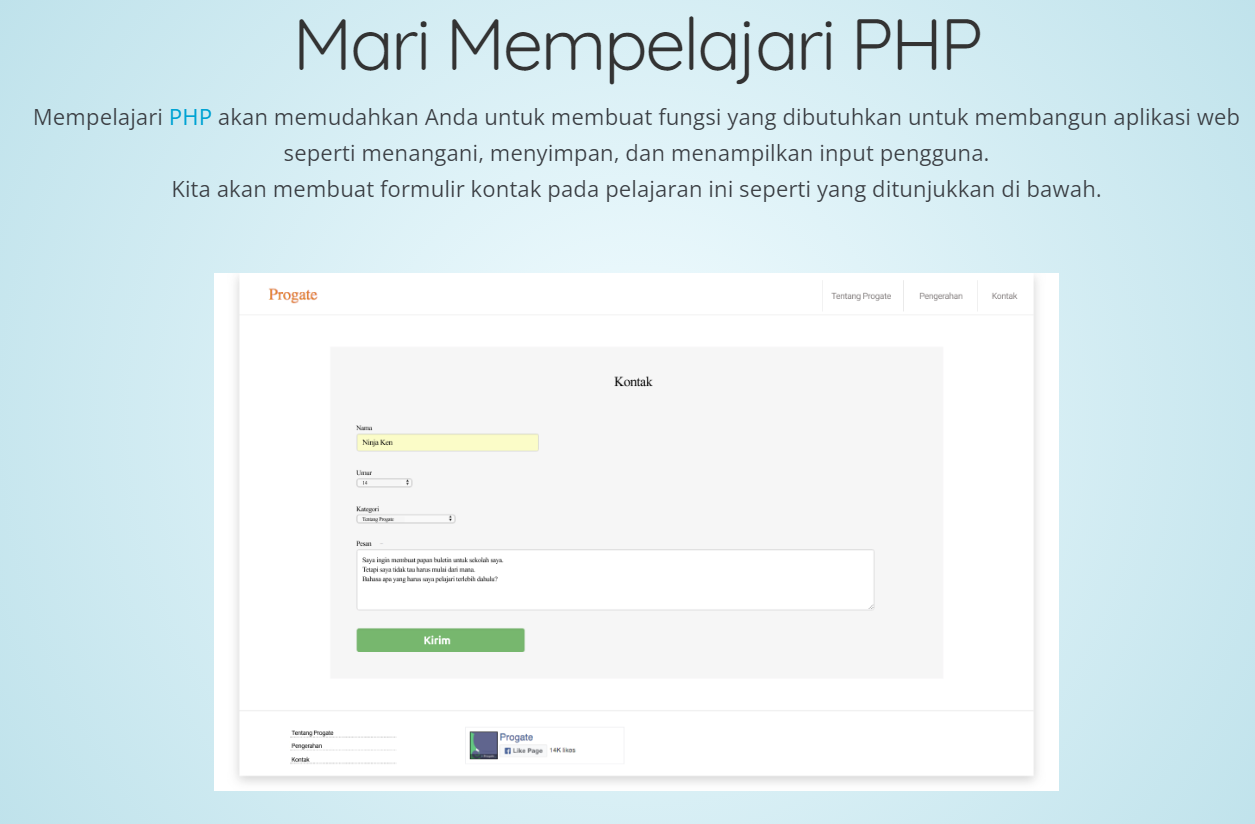 Mari Mempelajari PHP
Mempelajari PHP akan memudahkan Anda untuk membuat fungsi yang dibutuhkan untuk membangun aplikasi web
seperti menangani, menyimpan, dan menampilkan input pengguna.
Kita akan membuat formulir kontak pada pelajaran ini seperti yang ditunjukkan di bawah.
Progate
Tentang Progate Pengerahan Kontak
Kontak
Nama
Ninja Ken
Umur
14
Kategori
Tentang Progate
Pesan
Saya ingin membuat papan buletin untuk sekolah saya.
Tetapi saya tidak tau harus mulai dari mana.
Bahasa apa yang harus saya pelajari terlebih dahulu?
Kirim
Tentang Progate
Pengerahan
Kontak
Progate
Like Page 14K likes